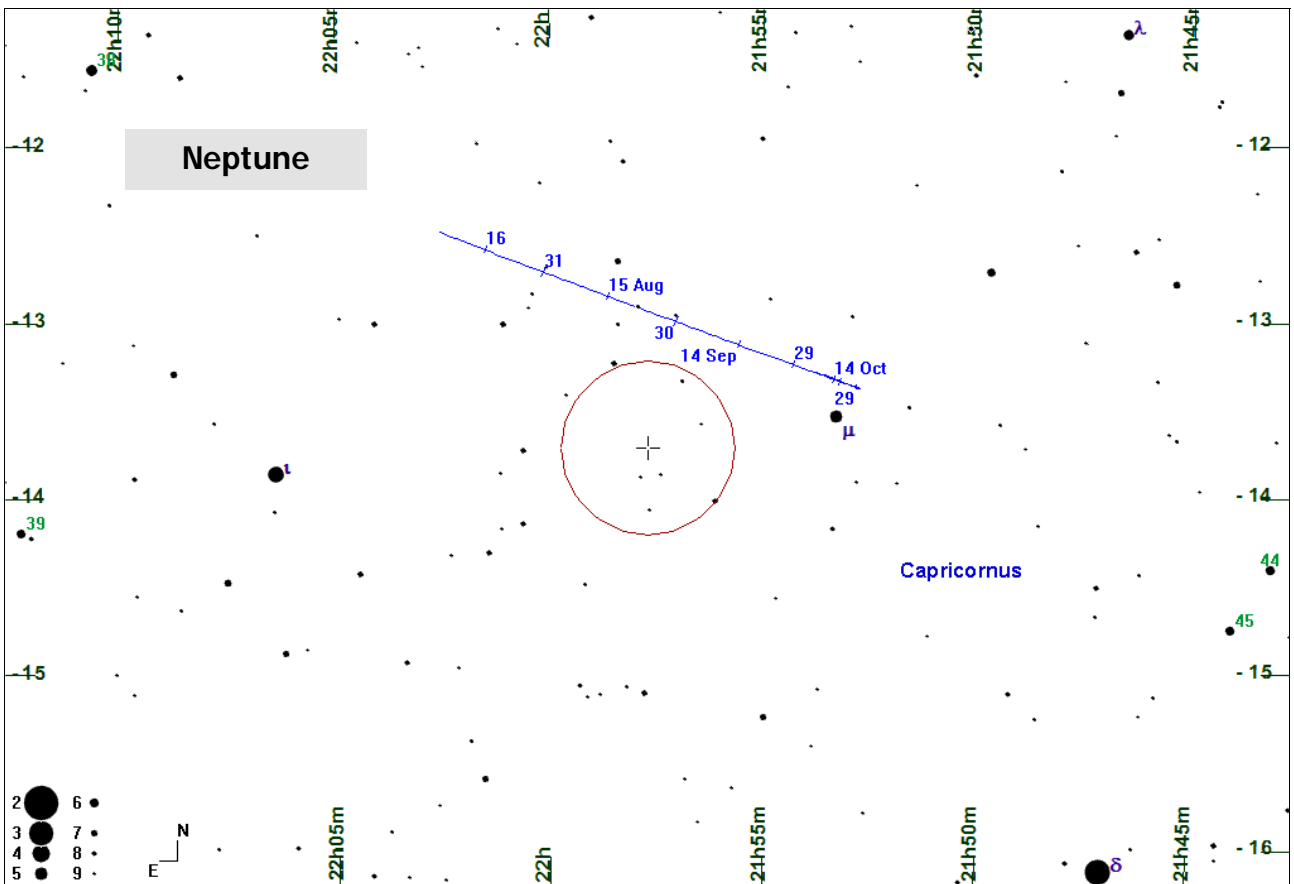 22h10m
22h05m
22h
21h55m
21h50m
21h45m
λ
38
-12
-12
Neptune
16
31
15 Aug
-13
-13
30
14 Sep
29
14 Oct
29
μ
ι
-14
-14
39
Capricornus
44
45
-15
-15
2 6
3 7
4 8
5 9
N
E
22h05m
22h
21h55m
21h50m
21h45m
-16
δ